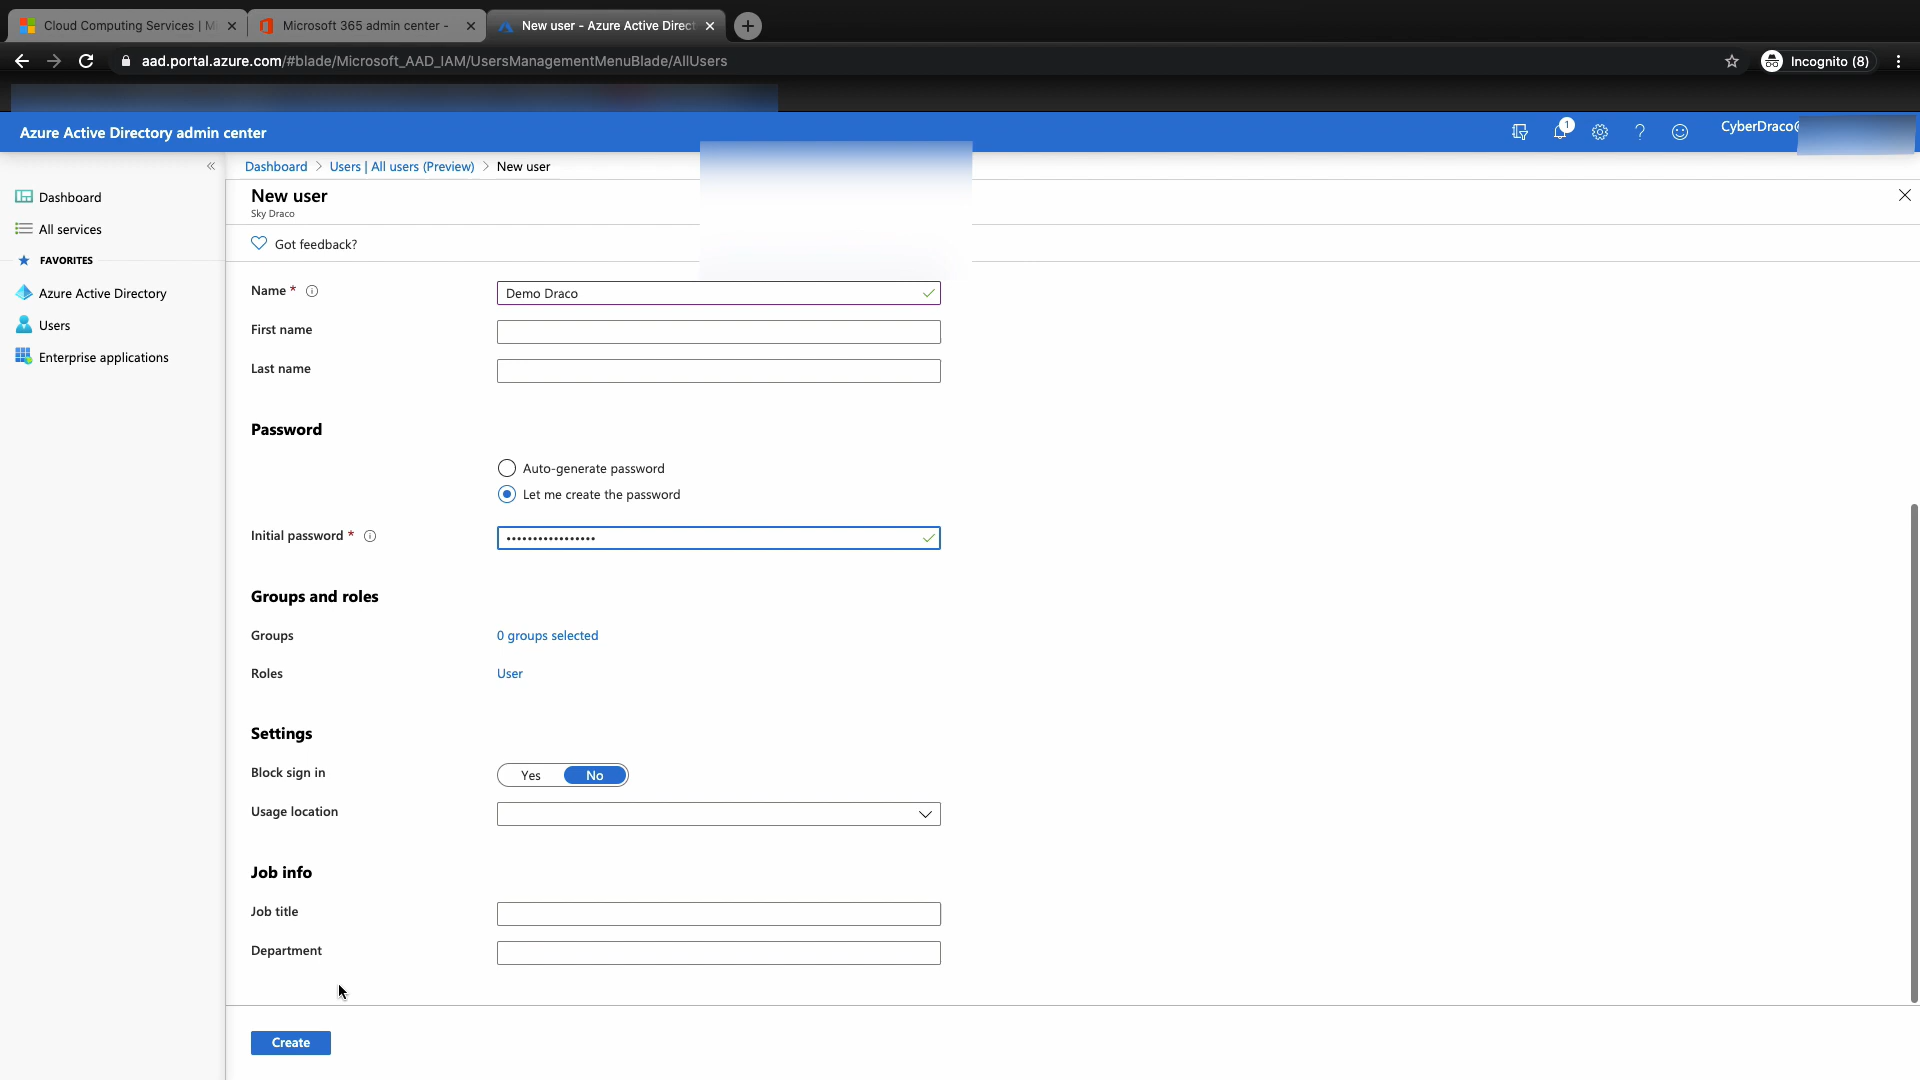 Cloud Computing Services | M
Microsoft 365 admin center -
New user - Azure Active Direct
aad.portal.azure.com/#blade/Microsoft_AAD_IAM/UsersManagementMenuBlade/AllUsers
Incognito (8)
Azure Active Directory admin center
1
CyberDraco@
Dashboard > Users | All users (Preview) > New user
New user
Sky Draco
Got feedback?
Dashboard
All services
FAVORITES
Azure Active Directory
Users
Enterprise applications
Name *
Demo Draco
First name
Last name
Password
Auto-generate password
Let me create the password
Initial password *
•••••••••••••••••
Groups and roles
Groups
0 groups selected
Roles
User
Settings
Block sign in
Yes No
Usage location
Job info
Job title
Department
Create